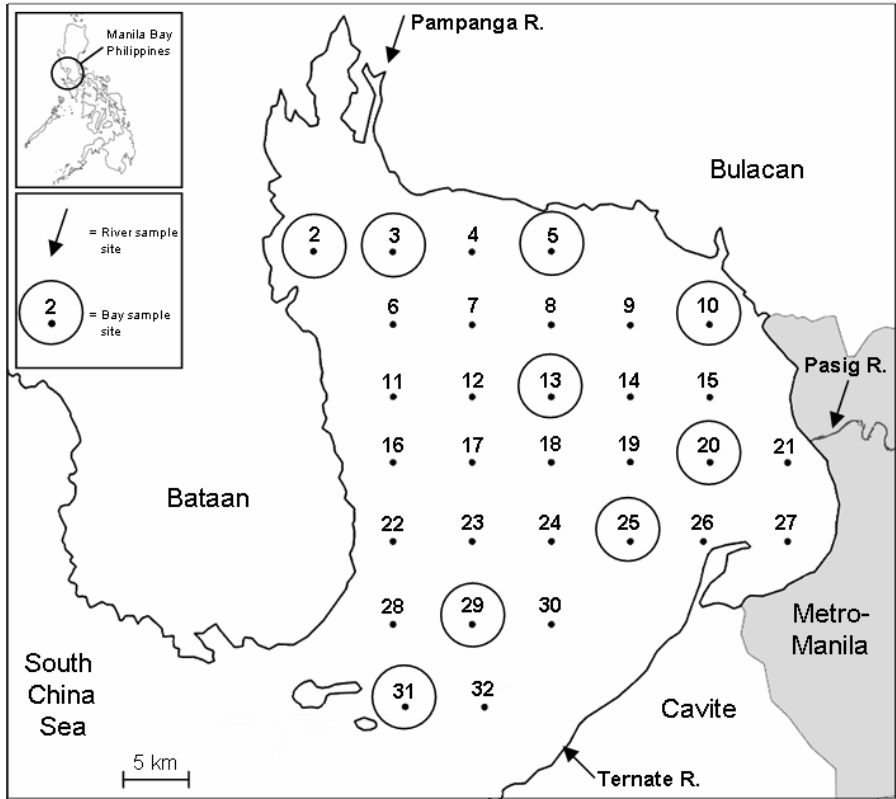 Manila Bay
Philippines
Pampanga R.
Bulacan
= River sample
site
2
= Bay sample
site
2 3 4 5
6 7 8 9 10
Pasig R.
11 12 13 14 15
16 17 18 19 20 21
Bataan
22 23 24 25 26 27
28 29 30
Metro-
Manila
South
China
Sea
31 32
Cavite
5 km
Ternate R.